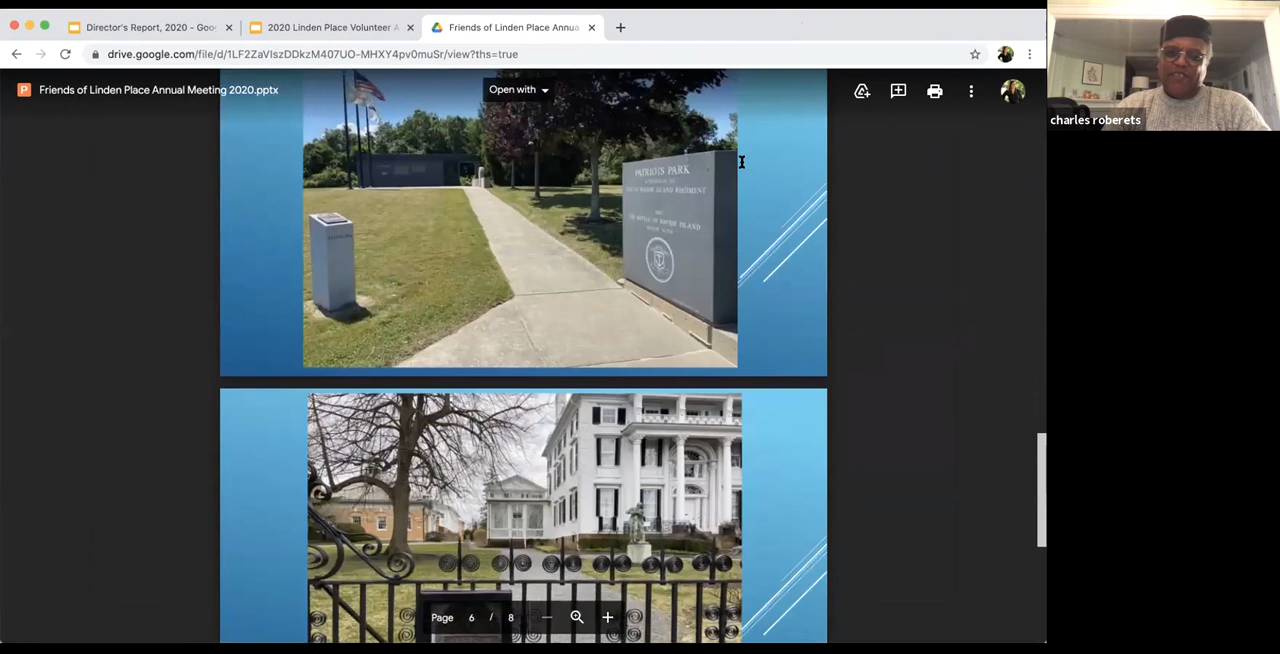 Director's Report, 2020 - Goo
2020 Linden Place Volunteer A
Friends of Linden Place Annua
drive.google.com/file/d/1LF2ZaVIszDDkzM407UO-MHXY4pv0muSr/view?ths=true
P Friends of Linden Place Annual Meeting 2020.pptx
Open with
charles roberets
PATRIOTS PARK
Page 6 / 8